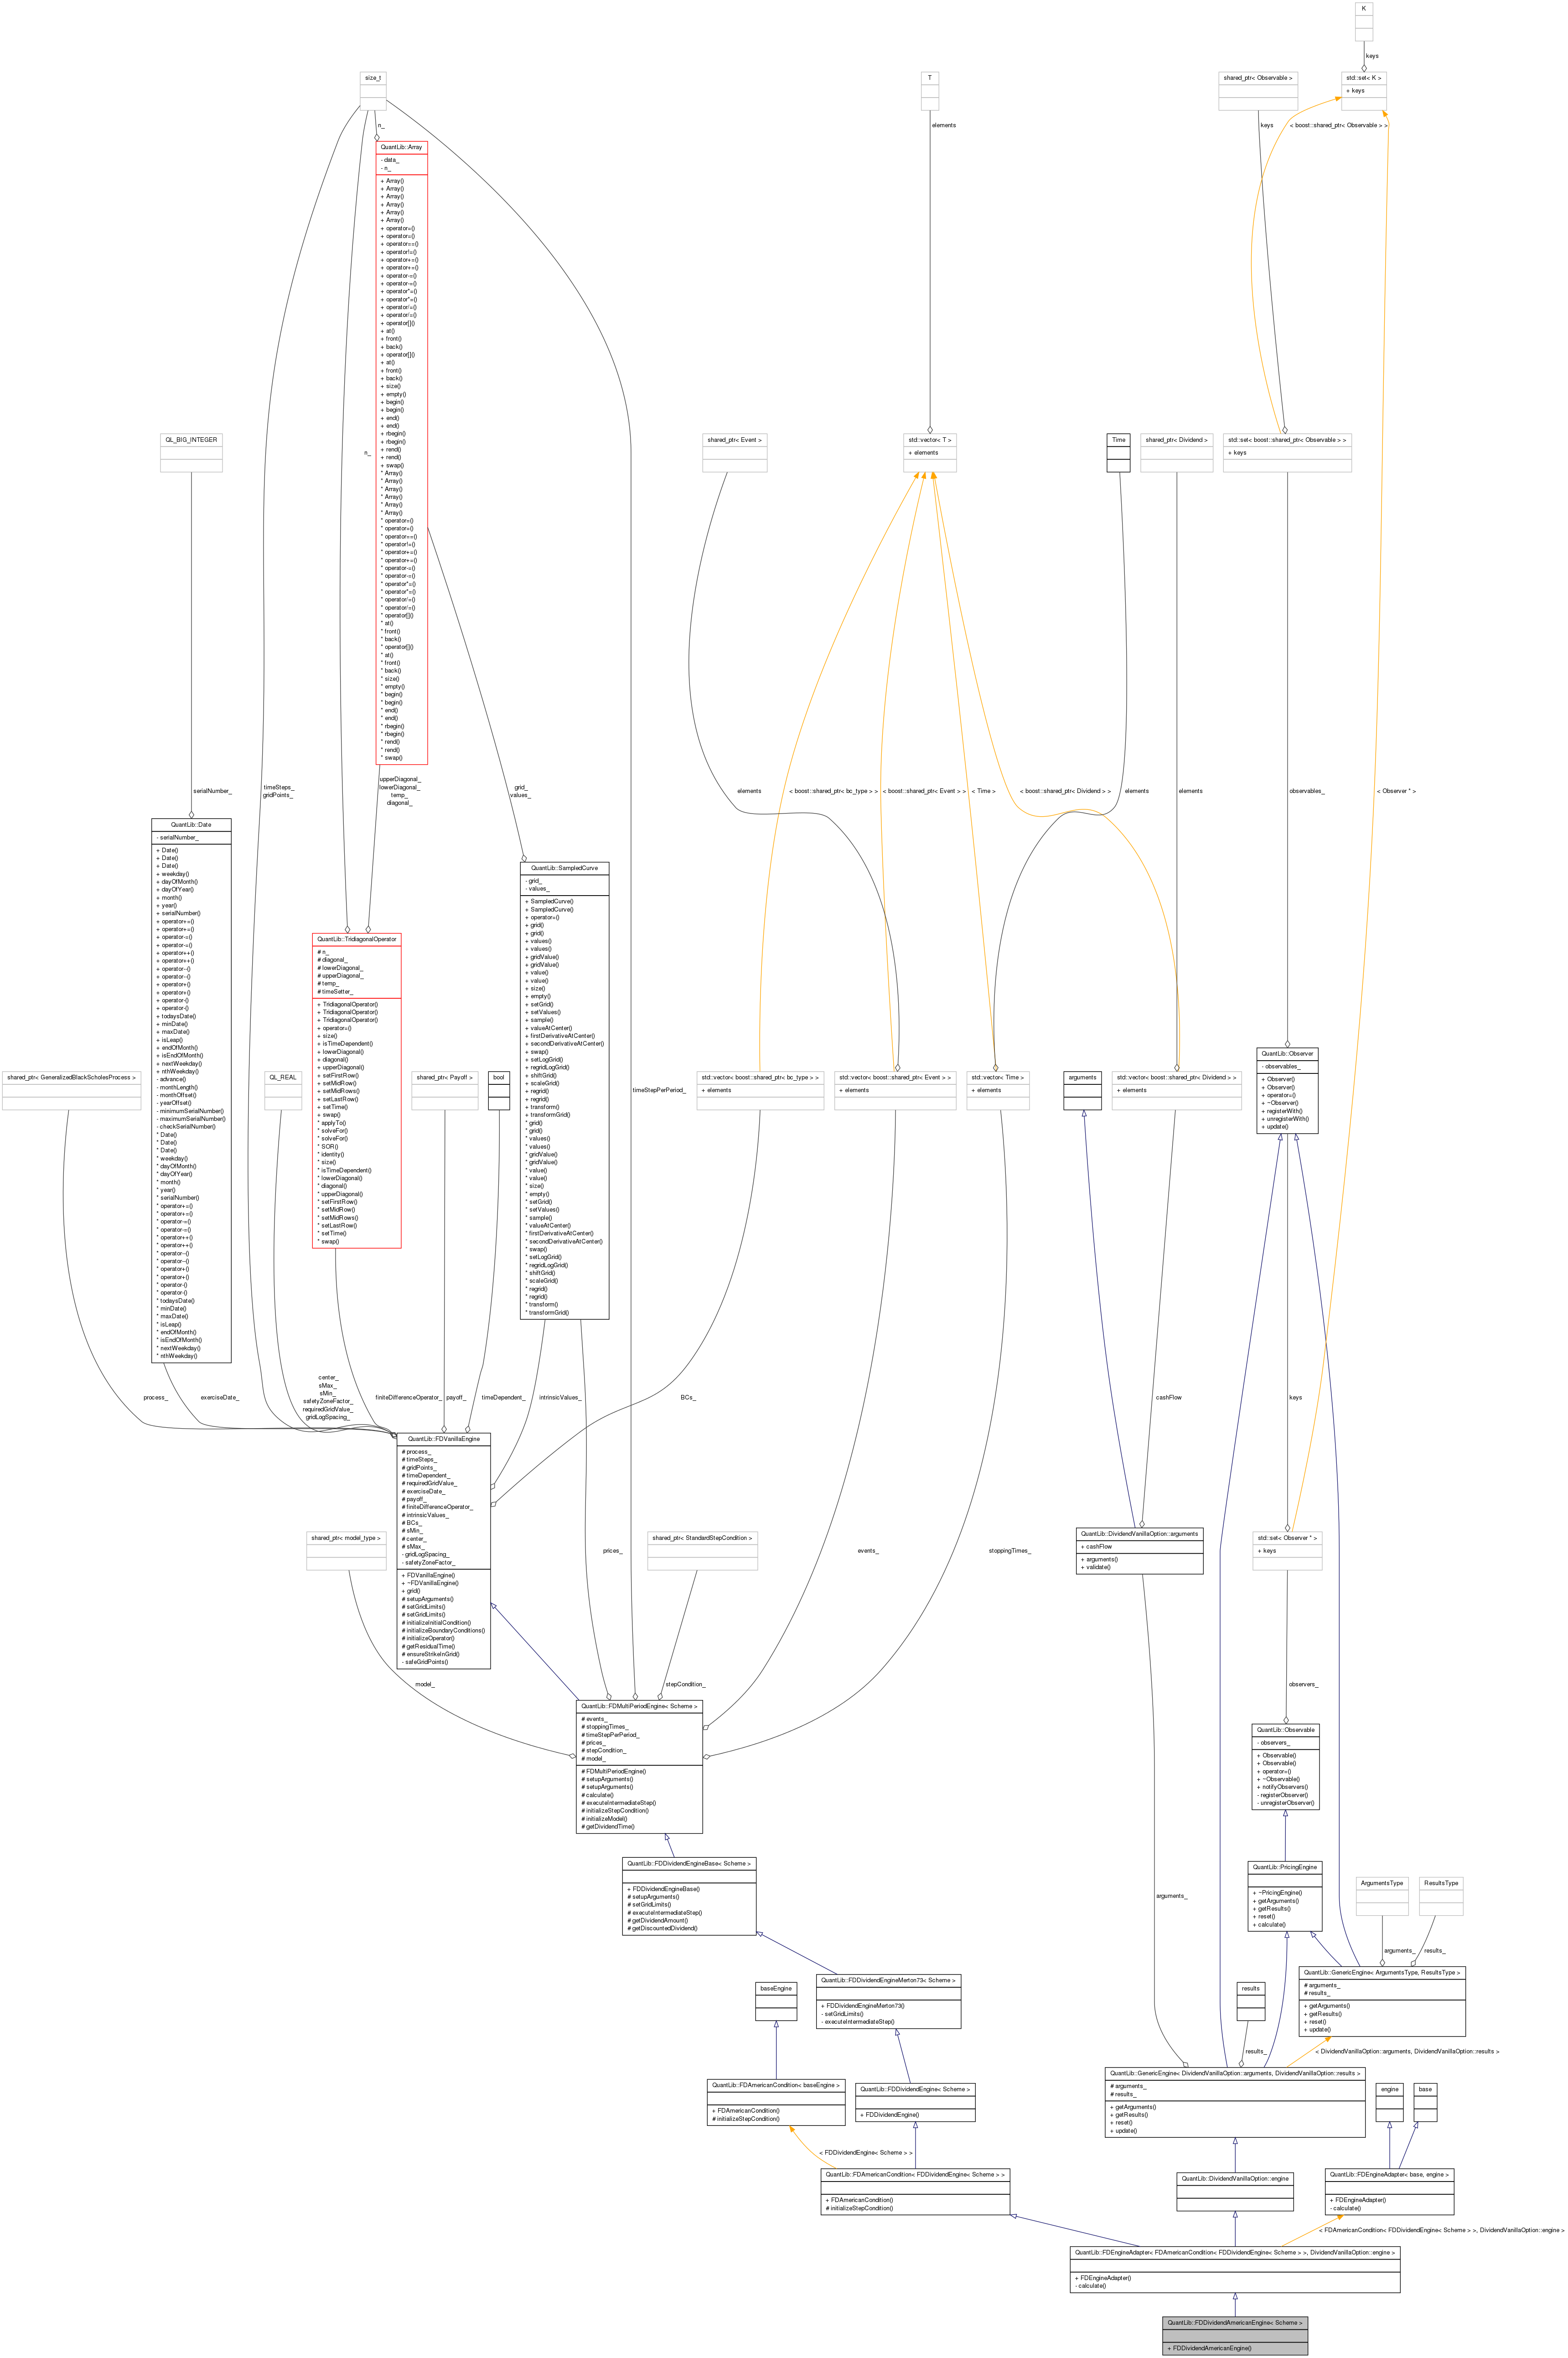 K
keys
size_t
T
shared_ptr< Observable >
std::set< K >
+ keys
n_
elements
keys
< boost::shared_ptr< Observable > >
QuantLib::Array
- data_
- n_
+ Array()
+ Array()
+ Array()
+ Array()
+ Array()
+ Array()
+ operator=()
+ operator=()
+ operator==()
+ operator!=()
+ operator+=()
+ operator+=()
+ operator-=()
+ operator-=()
+ operator*=()
+ operator*=()
+ operator/=()
+ operator/=()
+ operator[]()
+ at()
+ front()
+ back()
+ operator[]()
+ at()
+ front()
+ back()
+ size()
+ empty()
+ begin()
+ begin()
+ end()
+ end()
+ rbegin()
+ rbegin()
+ rend()
+ rend()
+ swap()
* Array()
* Array()
* Array()
* Array()
* Array()
* Array()
* operator=()
* operator=()
* operator==()
* operator!=()
* operator+=()
* operator+=()
* operator-=()
* operator-=()
* operator*=()
* operator*=()
* operator/=()
* operator/=()
* operator[]()
* at()
* front()
* back()
* operator[]()
* at()
* front()
* back()
* size()
* empty()
* begin()
* begin()
* end()
* end()
* rbegin()
* rbegin()
* rend()
* rend()
* swap()
n_
QL_BIG_INTEGER
shared_ptr< Event >
std::vector< T >
+ elements
Time
shared_ptr< Dividend >
std::set< boost::shared_ptr< Observable > >
+ keys
serialNumber_
timeSteps_
gridPoints_
upperDiagonal_
lowerDiagonal_
temp_
diagonal_
grid_
values_
elements
< boost::shared_ptr< bc_type > >
< boost::shared_ptr< Event > >
< Time >
< boost::shared_ptr< Dividend > >
elements
elements
observables_
< Observer * >
QuantLib::Date
- serialNumber_
+ Date()
+ Date()
+ Date()
+ weekday()
+ dayOfMonth()
+ dayOfYear()
+ month()
+ year()
+ serialNumber()
+ operator+=()
+ operator+=()
+ operator-=()
+ operator-=()
+ operator++()
+ operator++()
+ operator--()
+ operator--()
+ operator+()
+ operator+()
+ operator-()
+ operator-()
+ todaysDate()
+ minDate()
+ maxDate()
+ isLeap()
+ endOfMonth()
+ isEndOfMonth()
+ nextWeekday()
+ nthWeekday()
- advance()
- monthLength()
- monthOffset()
- yearOffset()
- minimumSerialNumber()
- maximumSerialNumber()
- checkSerialNumber()
* Date()
* Date()
* Date()
* weekday()
* dayOfMonth()
* dayOfYear()
* month()
* year()
* serialNumber()
* operator+=()
* operator+=()
* operator-=()
* operator-=()
* operator++()
* operator++()
* operator--()
* operator--()
* operator+()
* operator+()
* operator-()
* operator-()
* todaysDate()
* minDate()
* maxDate()
* isLeap()
* endOfMonth()
* isEndOfMonth()
* nextWeekday()
* nthWeekday()
QuantLib::TridiagonalOperator
# n_
# diagonal_
# lowerDiagonal_
# upperDiagonal_
# temp_
# timeSetter_
+ TridiagonalOperator()
+ TridiagonalOperator()
+ TridiagonalOperator()
+ operator=()
+ size()
+ isTimeDependent()
+ lowerDiagonal()
+ diagonal()
+ upperDiagonal()
+ setFirstRow()
+ setMidRow()
+ setMidRows()
+ setLastRow()
+ setTime()
+ swap()
* applyTo()
* solveFor()
* solveFor()
* SOR()
* identity()
* size()
* isTimeDependent()
* lowerDiagonal()
* diagonal()
* upperDiagonal()
* setFirstRow()
* setMidRow()
* setMidRows()
* setLastRow()
* setTime()
* swap()
QuantLib::SampledCurve
- grid_
- values_
+ SampledCurve()
+ SampledCurve()
+ operator=()
+ grid()
+ grid()
+ values()
+ values()
+ gridValue()
+ gridValue()
+ value()
+ value()
+ size()
+ empty()
+ setGrid()
+ setValues()
+ sample()
+ valueAtCenter()
+ firstDerivativeAtCenter()
+ secondDerivativeAtCenter()
+ swap()
+ setLogGrid()
+ regridLogGrid()
+ shiftGrid()
+ scaleGrid()
+ regrid()
+ regrid()
+ transform()
+ transformGrid()
* grid()
* grid()
* values()
* values()
* gridValue()
* gridValue()
* value()
* value()
* size()
* empty()
* setGrid()
* setValues()
* sample()
* valueAtCenter()
* firstDerivativeAtCenter()
* secondDerivativeAtCenter()
* swap()
* setLogGrid()
* regridLogGrid()
* shiftGrid()
* scaleGrid()
* regrid()
* regrid()
* transform()
* transformGrid()
timeStepPerPeriod_
shared_ptr< GeneralizedBlackScholesProcess >
QL_REAL
shared_ptr< Payoff >
bool
std::vector< boost::shared_ptr< bc_type > >
+ elements
std::vector< boost::shared_ptr< Event > >
+ elements
std::vector< Time >
+ elements
arguments
std::vector< boost::shared_ptr< Dividend > >
+ elements
QuantLib::Observer
- observables_
+ Observer()
+ Observer()
+ operator=()
+ ~Observer()
+ registerWith()
+ unregisterWith()
+ update()
process_
exerciseDate_
center_
sMax_
sMin_
safetyZoneFactor_
requiredGridValue_
gridLogSpacing_
finiteDifferenceOperator_
payoff_
timeDependent_
intrinsicValues_
BCs_
cashFlow
keys
QuantLib::FDVanillaEngine
# process_
# timeSteps_
# gridPoints_
# timeDependent_
# requiredGridValue_
# exerciseDate_
# payoff_
# finiteDifferenceOperator_
# intrinsicValues_
# BCs_
# sMin_
# center_
# sMax_
- gridLogSpacing_
- safetyZoneFactor_
+ FDVanillaEngine()
+ ~FDVanillaEngine()
+ grid()
# setupArguments()
# setGridLimits()
# setGridLimits()
# initializeInitialCondition()
# initializeBoundaryConditions()
# initializeOperator()
# getResidualTime()
# ensureStrikeInGrid()
- safeGridPoints()
shared_ptr< model_type >
shared_ptr< StandardStepCondition >
prices_
events_
stoppingTimes_
QuantLib::DividendVanillaOption::arguments
+ cashFlow
+ arguments()
+ validate()
std::set< Observer * >
+ keys
model_
stepCondition_
observers_
QuantLib::FDMultiPeriodEngine< Scheme >
# events_
# stoppingTimes_
# timeStepPerPeriod_
# prices_
# stepCondition_
# model_
# FDMultiPeriodEngine()
# setupArguments()
# setupArguments()
# calculate()
# executeIntermediateStep()
# initializeStepCondition()
# initializeModel()
# getDividendTime()
QuantLib::Observable
- observers_
+ Observable()
+ Observable()
+ operator=()
+ ~Observable()
+ notifyObservers()
- registerObserver()
- unregisterObserver()
QuantLib::FDDividendEngineBase< Scheme >
+ FDDividendEngineBase()
# setupArguments()
# setGridLimits()
# executeIntermediateStep()
# getDividendAmount()
# getDiscountedDividend()
arguments_
QuantLib::PricingEngine
+ ~PricingEngine()
+ getArguments()
+ getResults()
+ reset()
+ calculate()
ArgumentsType
ResultsType
arguments_
results_
baseEngine
QuantLib::FDDividendEngineMerton73< Scheme >
+ FDDividendEngineMerton73()
- setGridLimits()
- executeIntermediateStep()
results
QuantLib::GenericEngine< ArgumentsType, ResultsType >
# arguments_
# results_
+ getArguments()
+ getResults()
+ reset()
+ update()
results_
< DividendVanillaOption::arguments, DividendVanillaOption::results >
QuantLib::FDAmericanCondition< baseEngine >
+ FDAmericanCondition()
# initializeStepCondition()
QuantLib::FDDividendEngine< Scheme >
+ FDDividendEngine()
QuantLib::GenericEngine< DividendVanillaOption::arguments, DividendVanillaOption::results >
# arguments_
# results_
+ getArguments()
+ getResults()
+ reset()
+ update()
engine
base
< FDDividendEngine< Scheme > >
QuantLib::FDAmericanCondition< FDDividendEngine< Scheme > >
+ FDAmericanCondition()
# initializeStepCondition()
QuantLib::DividendVanillaOption::engine
QuantLib::FDEngineAdapter< base, engine >
+ FDEngineAdapter()
- calculate()
< FDAmericanCondition< FDDividendEngine< Scheme > >, DividendVanillaOption::engine >
QuantLib::FDEngineAdapter< FDAmericanCondition< FDDividendEngine< Scheme > >, DividendVanillaOption::engine >
+ FDEngineAdapter()
- calculate()
QuantLib::FDDividendAmericanEngine< Scheme >
+ FDDividendAmericanEngine()